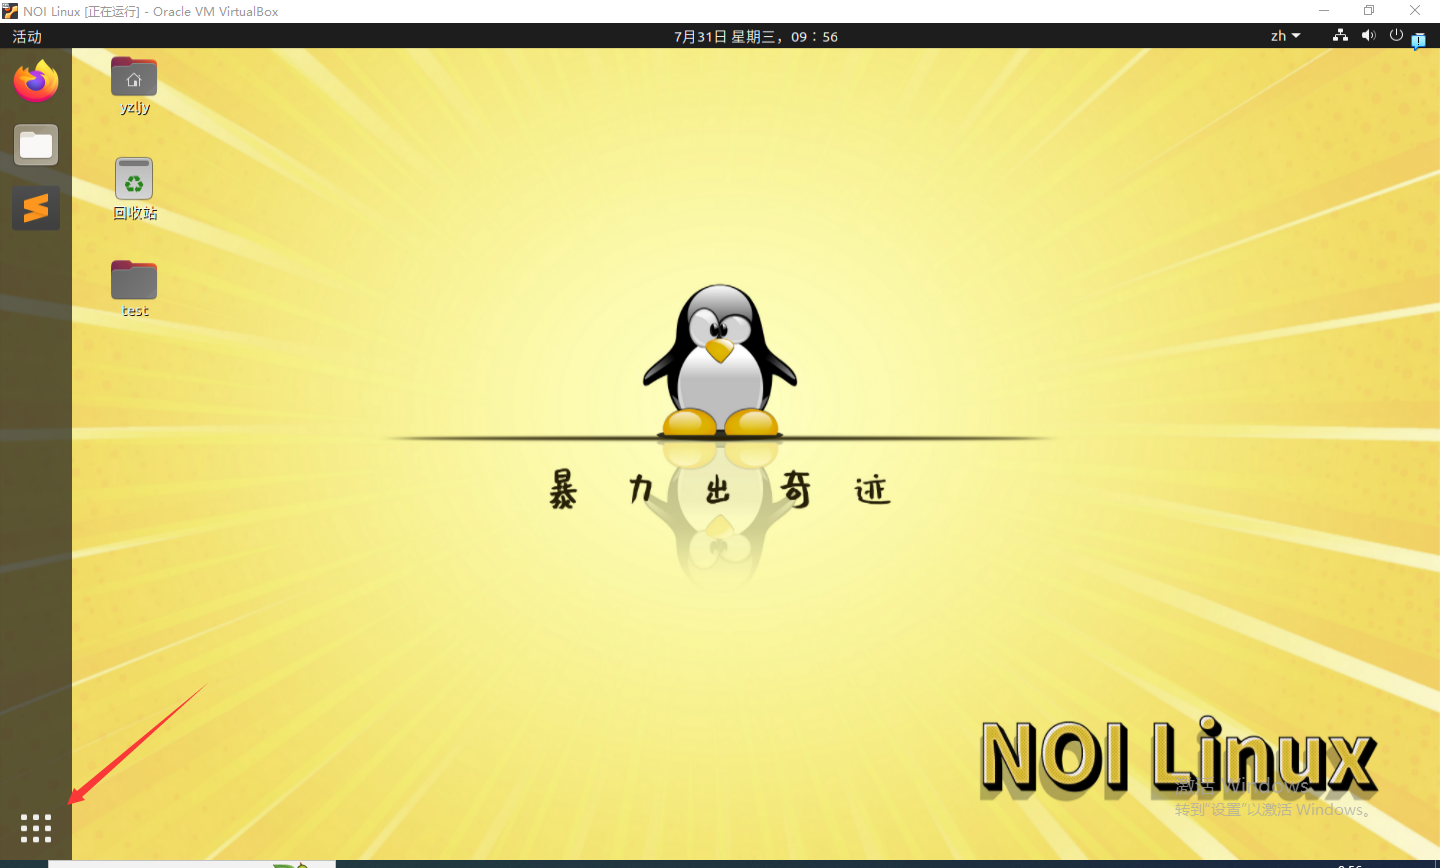 NOI Linux [正在运行] - Oracle VM VirtualBox
活动
7月31日 星期三，09：56
zh
yzljy
回收站
test
暴力出奇迹
NOI Linux
激活 Windows
转到"设置"以激活 Windows。